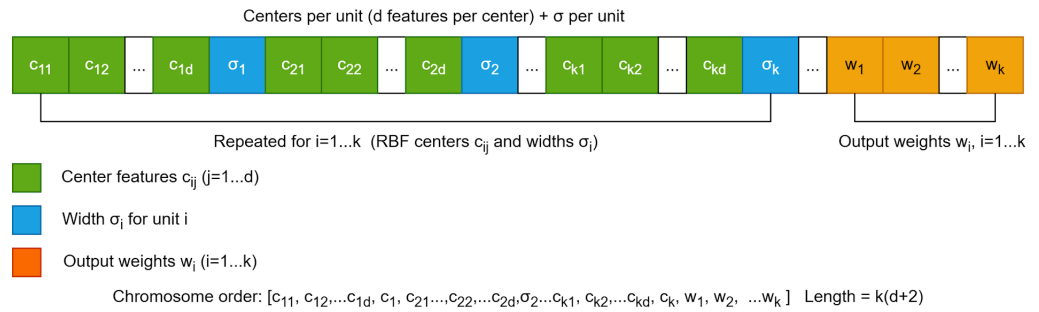 Centers per unit (d features per center) + σ per unit
c₁₁ c₁₂ ... c₁d σ₁ c₂₁ c₂₂ ... c₂d σ₂ ... cₖ₁ cₖ₂ ... cₖd σₖ ... w₁ w₂ ... wₖ
Repeated for i=1...k (RBF centers cᵢⱼ and widths σᵢ)
Output weights wᵢ, i=1...k
Center features cᵢⱼ (j=1...d)
Width σᵢ for unit i
Output weights wᵢ (i=1...k)
Chromosome order: [c₁₁, c₁₂,...c₁d, c₁, c₂₁...,c₂₂,...c₂d,σ₂...cₖ₁, cₖ₂,...cₖd, cₖ, w₁, w₂, ...wₖ ] Length = k(d+2)